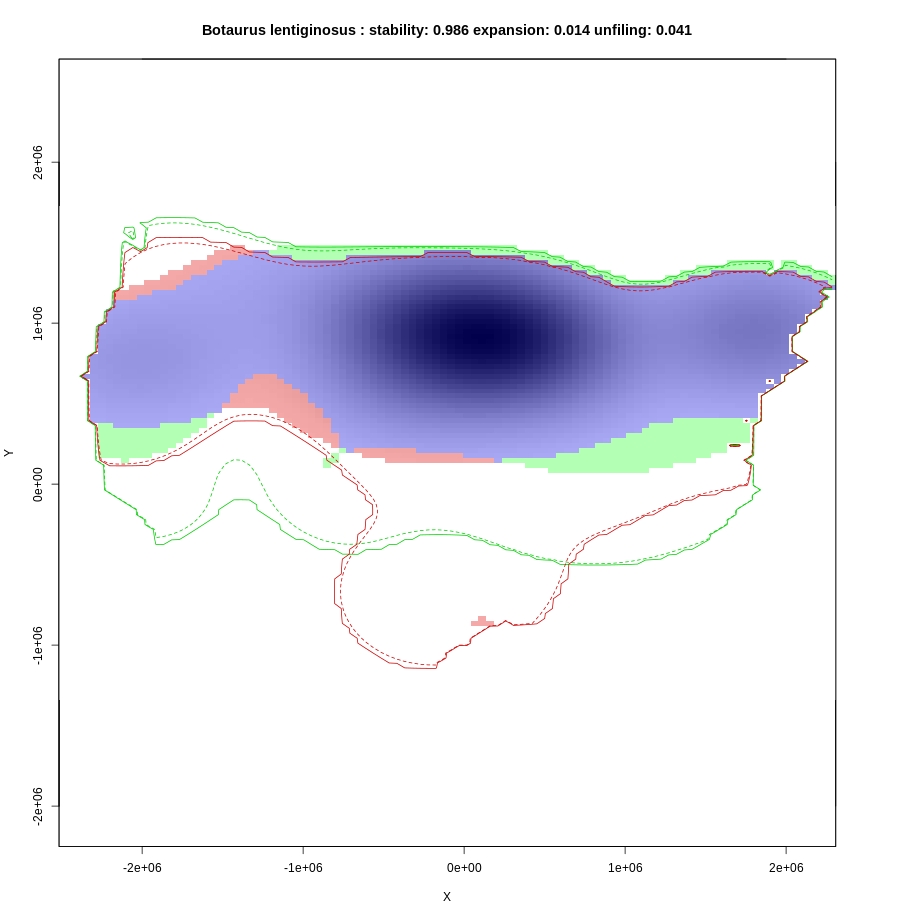 Botaurus lentiginosus : stability: 0.986 expansion: 0.014 unfiling: 0.041
2e+06
1e+06
0e+00
-1e+06
-2e+06
Y
-2e+06 -1e+06 0e+00 1e+06 2e+06
X